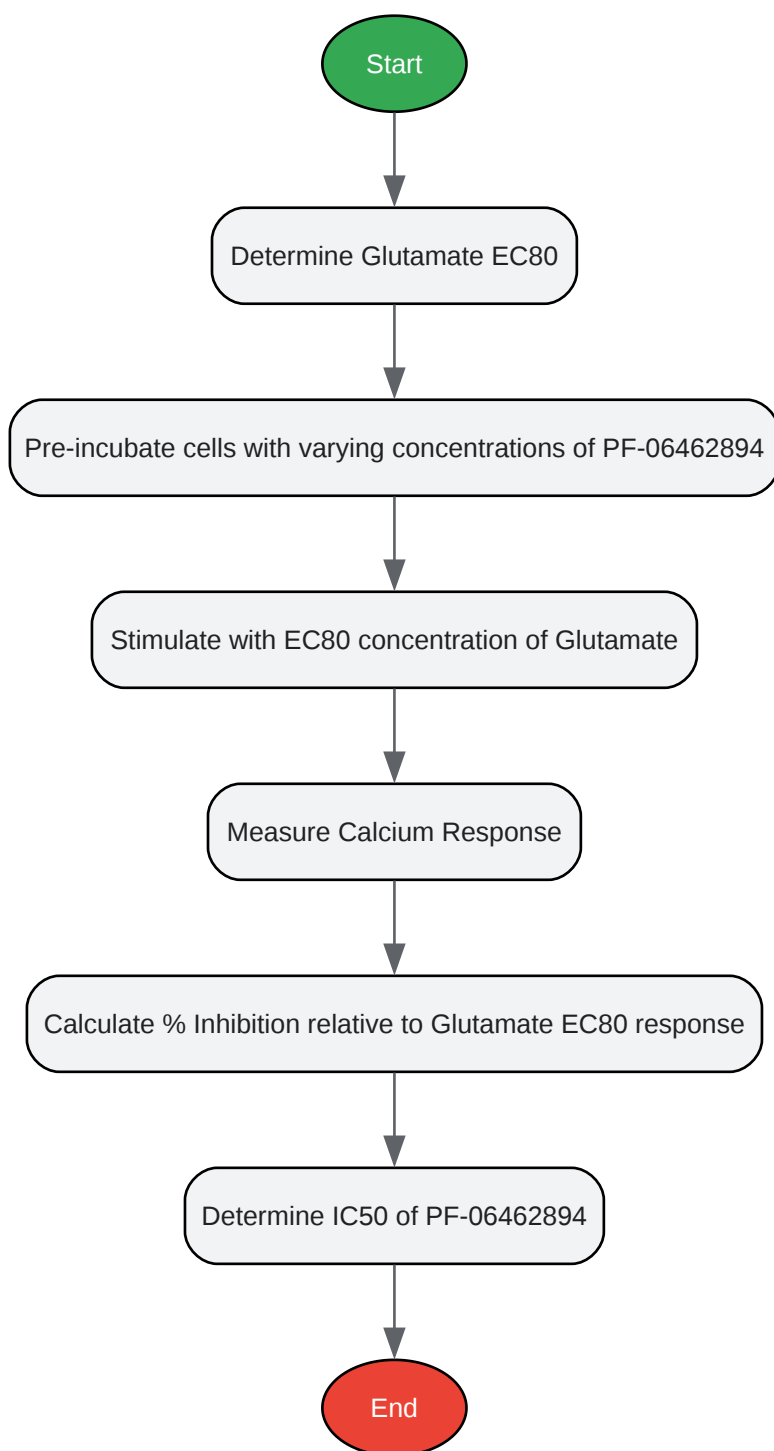 Start
Determine Glutamate EC80
Pre-incubate cells with varying concentrations of PF-06462894
Stimulate with EC80 concentration of Glutamate
Measure Calcium Response
Calculate % Inhibition relative to Glutamate EC80 response
Determine IC50 of PF-06462894
End